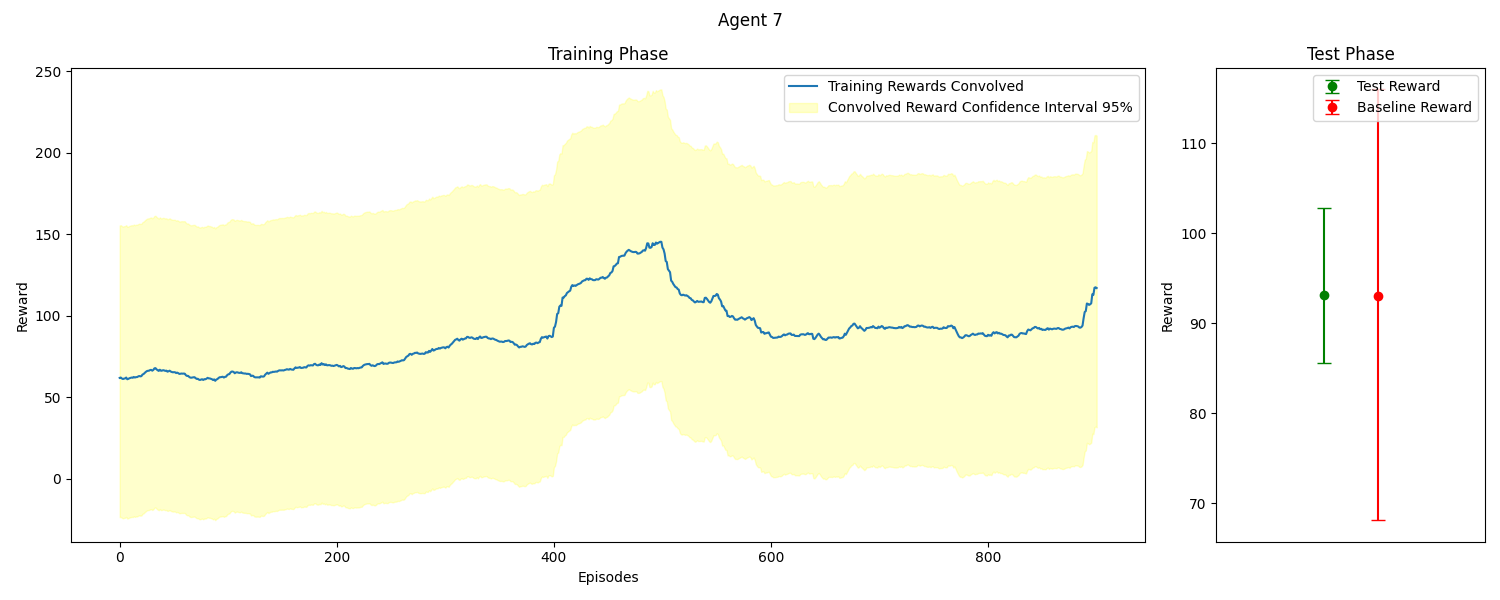 Agent 7
Training Phase
Training Rewards Convolved
Convolved Reward Confidence Interval 95%
250
200
150
100
50
0
Reward
0 200 400 600 800
Episodes
Test Phase
Test Reward
Baseline Reward
110
100
90
80
70
Reward